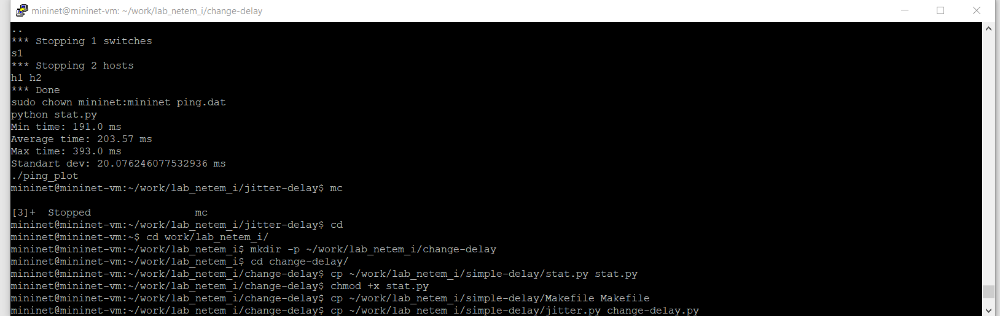 mininet@mininet-vm: ~/work/lab_netem_i/change-delay
..
*** Stopping 1 switches
s1
*** Stopping 2 hosts
h1 h2
*** Done
sudo chown mininet:mininet ping.dat
python stat.py
Min time: 191.0 ms
Average time: 203.57 ms
Max time: 393.0 ms
Standart dev: 20.076246077532936 ms
./ping_plot
mininet@mininet-vm:~/work/lab_netem_i/jitter-delay$ mc
[3]+  Stopped                 mc
mininet@mininet-vm:~/work/lab_netem_i/jitter-delay$ cd
mininet@mininet-vm:~$ cd work/lab_netem_i/
mininet@mininet-vm:~/work/lab_netem_i$ mkdir -p ~/work/lab_netem_i/change-delay
mininet@mininet-vm:~/work/lab_netem_i$ cd change-delay/
mininet@mininet-vm:~/work/lab_netem_i/change-delay$ cp ~/work/lab_netem_i/simple-delay/stat.py stat.py
mininet@mininet-vm:~/work/lab_netem_i/change-delay$ chmod +x stat.py
mininet@mininet-vm:~/work/lab_netem_i/change-delay$ cp ~/work/lab_netem_i/simple-delay/Makefile Makefile
mininet@mininet-vm:~/work/lab_netem_i/change-delay$ cp ~/work/lab_netem_i/simple-delay/jitter.py change-delay.py